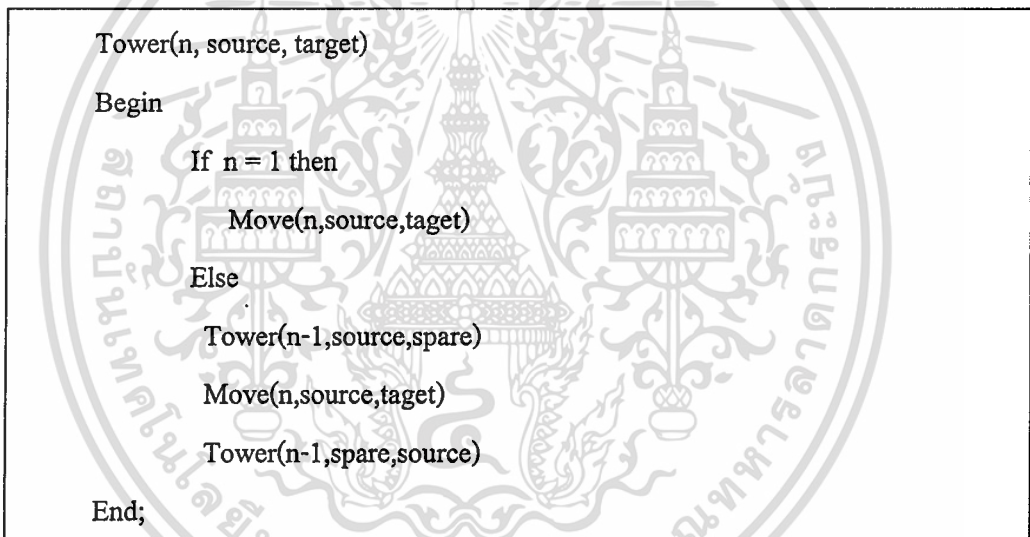 Tower(n, source, target)
Begin
If n = 1 then
Move(n,source,taget)
Else
Tower(n-1,source,spare)
Move(n,source,taget)
Tower(n-1,spare,source)
End;